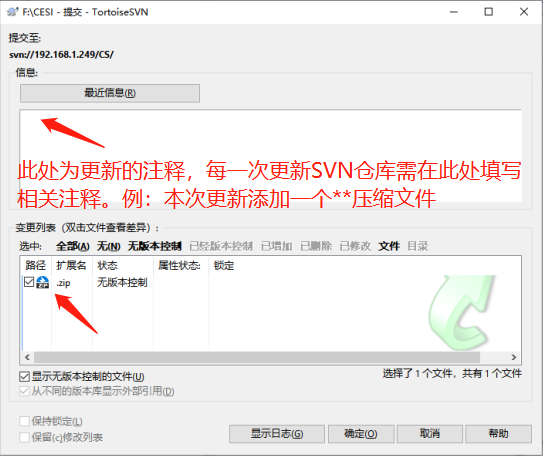 F:\CESI - 提交 - TortoiseSVN
提交至:
svn://192.168.1.249/CS/
信息:
最近信息(R)
此处为更新的注释，每一次更新SVN仓库需在此处填写
相关注释。例：本次更新添加一个**压缩文件
变更列表（双击文件查看差异）:
选中: 全部(A) 无(N) 无版本控制 已经版本控制 已增加 已删除 已修改 文件 目录
路径 扩展名 状态 属性状态: 锁定
ZIP .zip 无版本控制
显示无版本控制的文件(U)
选择了 1 个文件，共有 1 个文件
从不同的版本库显示外部引用(D)
保持锁定(L)
保留(c)修改列表
显示日志(G) 确定(O) 取消 帮助